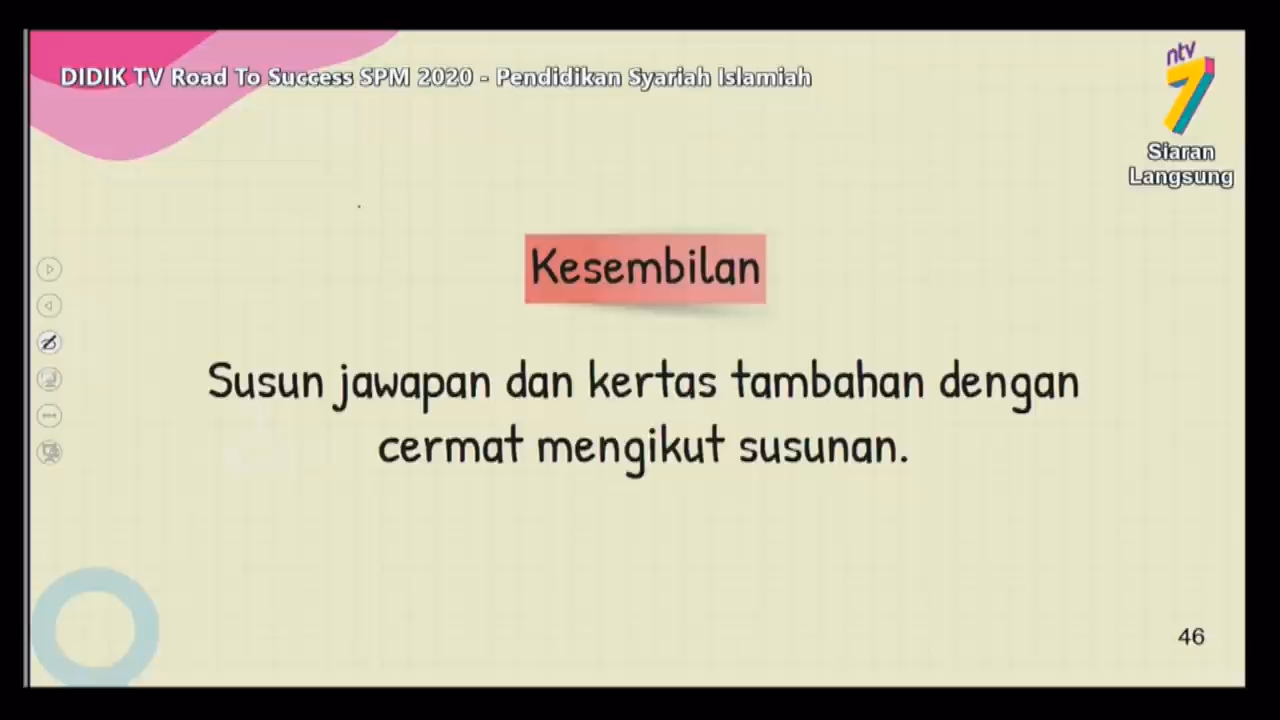 DIDIK TV Road To Success SPM 2020 - Pendidikan Syariah Islamiah
ntv
7
Siaran
Langsung
Kesembilan
Susun jawapan dan kertas tambahan dengan
cermat mengikut susunan.
46